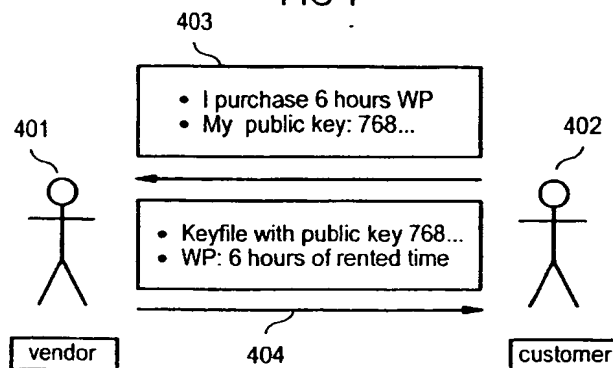 403
• I purchase 6 hours WP
• My public key: 768...
401
402
• Keyfile with public key 768...
• WP: 6 hours of rented time
vendor
404
customer